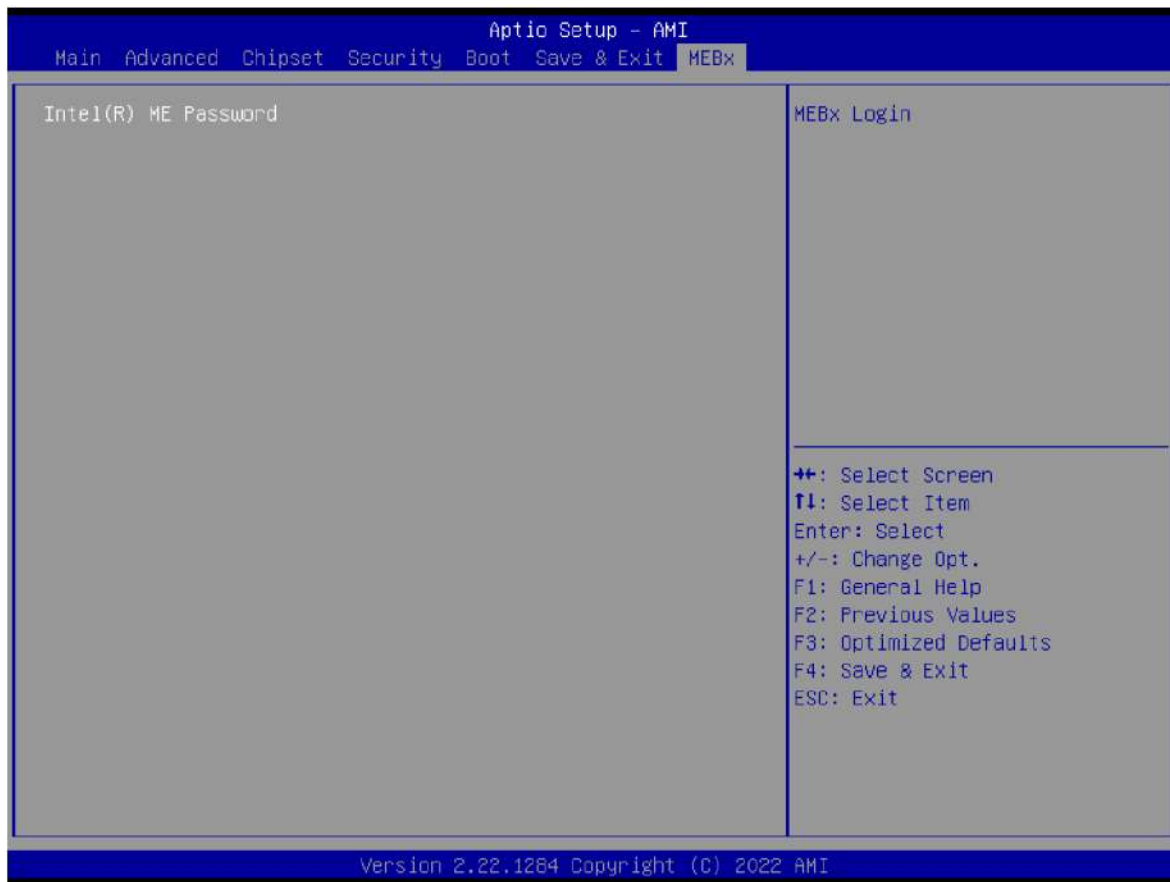 Aptio Setup - AMI
Main Advanced Chipset Security Boot Save & Exit MEBx
Intel(R) ME Password
MEBx Login
→←: Select Screen
↑↓: Select Item
Enter: Select
+/-: Change Opt.
F1: General Help
F2: Previous Values
F3: Optimized Defaults
F4: Save & Exit
ESC: Exit
Version 2.22.1284 Copyright (C) 2022 AMI